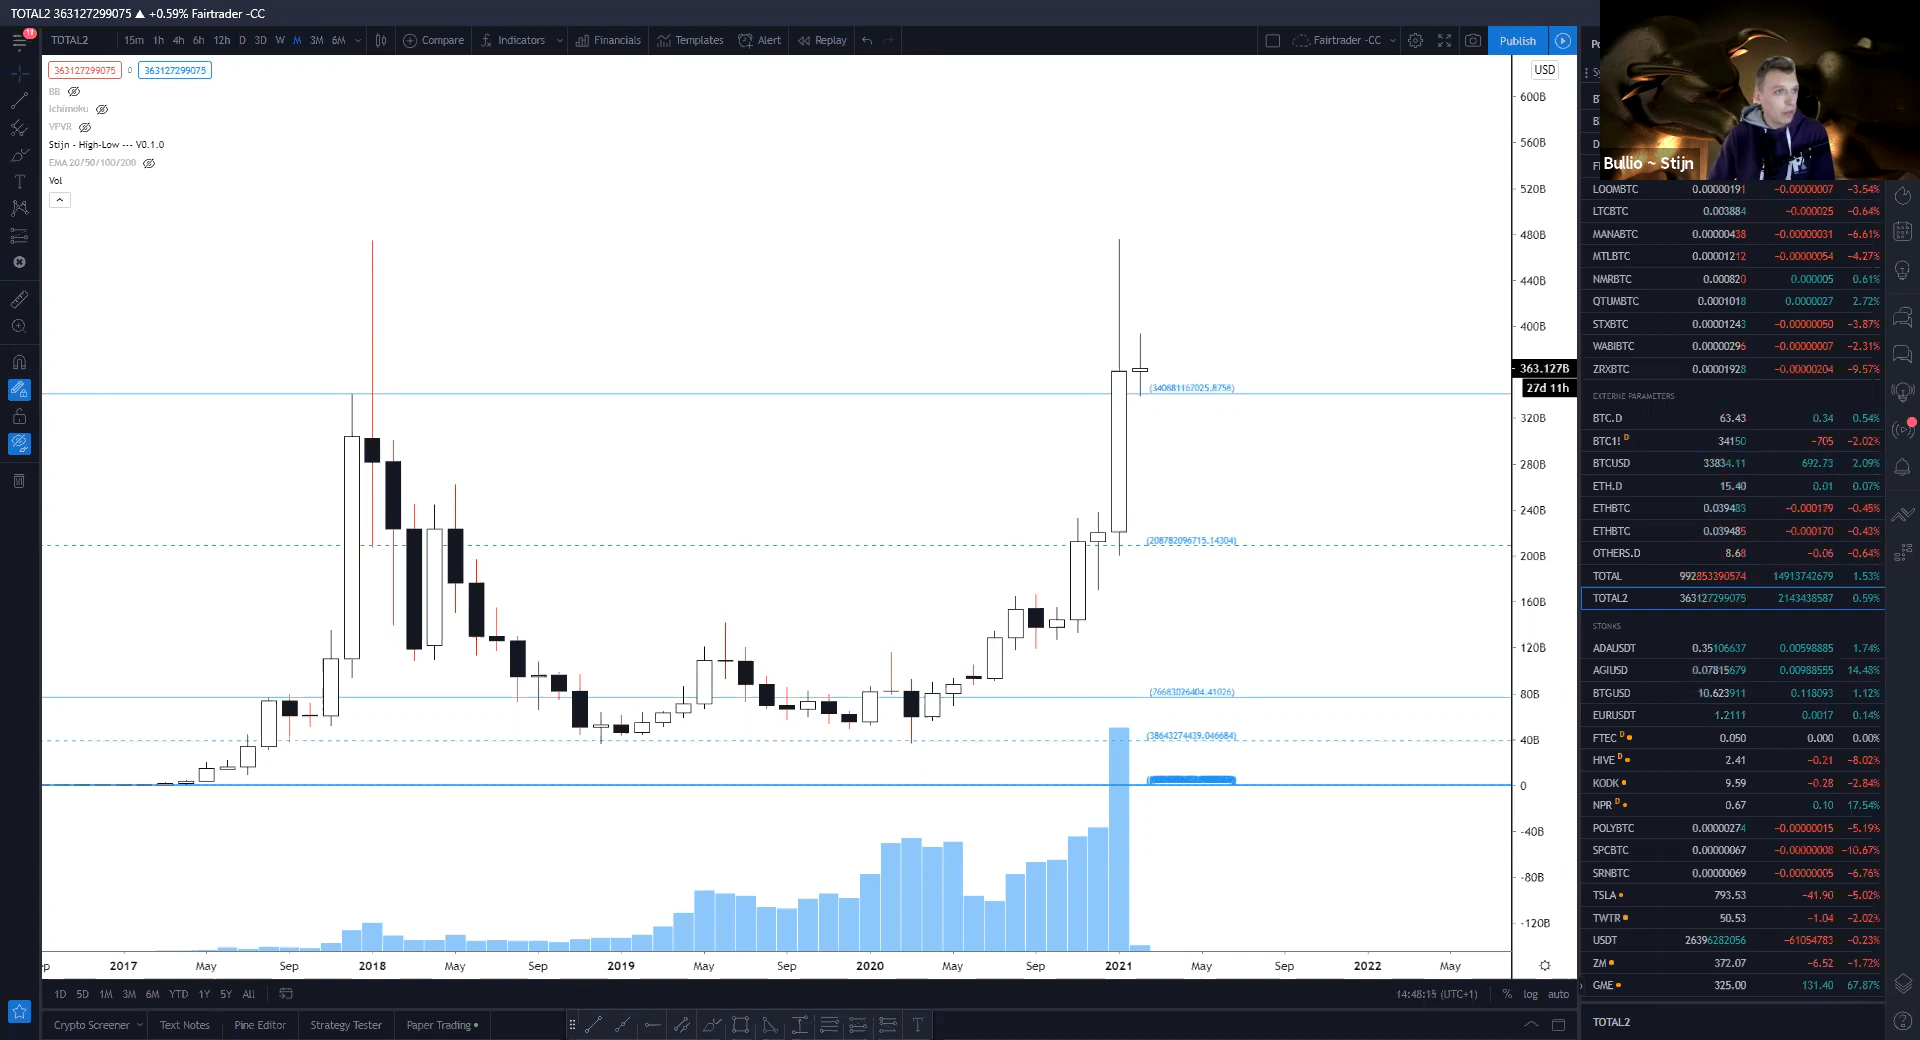 TOTAL2 363127299075 ▲ +0.59% Fairtrader -CC
11
TOTAL2 15m 1h 4h 6h 12h D 3D W M 3M 6M Compare Indicators Financials Templates Alert Replay Fairtrader -CC Publish
363127299075 0 363127299075
USD
BB
Ichimoku
Stijn - High-Low --- V0.1.0
EMA 20/50/100/200
Vol
600B
560B
520B
480B
440B
400B
363.127B
27d 11h
320B
280B
240B
200B
160B
120B
80B
40B
0
-40B
-80B
-120B
(208782096715.14304)
(76683026404.41026)
(38643274439.046684)
2017 May Sep 2018 May Sep 2019 May Sep 2020 May Sep 2021 May Sep 2022 May
1D 5D 1M 3M 6M YTD 1Y 5Y All
14:48:15 (UTC+1) % log auto
Crypto Screener Text Notes Pine Editor Strategy Tester Paper Trading
Bullio ~ Stijn
LOOMBTC 0.00000191 −0.00000007 −3.54%
LTCBTC 0.003884 −0.000025 −0.64%
MANABTC 0.00000438 −0.00000031 −6.61%
MTLBTC 0.00001212 −0.00000054 −4.27%
NMRBTC 0.000820 0.000005 0.61%
QTUMBTC 0.0001018 0.0000027 2.72%
STXBTC 0.00001243 −0.00000050 −3.87%
WABIBTC 0.00000296 −0.00000007 −2.31%
ZRXBTC 0.00001928 −0.00000204 −9.57%
EXTERNE PARAMETERS
BTC.D 63.43 0.34 0.54%
BTC1! D 34150 −705 −2.02%
BTCUSD 33834.11 692.73 2.09%
ETH.D 15.40 0.01 0.07%
ETHBTC 0.039483 −0.000179 −0.45%
ETHBTC 0.039485 −0.000170 −0.43%
OTHERS.D 8.68 −0.06 −0.64%
TOTAL 992853390574 14913742679 1.53%
TOTAL2 363127299075 2143438587 0.59%
STONKS
ADAUSDT 0.35106637 0.00598885 1.74%
AGIUSD 0.07815679 0.00988555 14.48%
BTGUSD 10.623911 0.118093 1.12%
EURUSDT 1.2111 0.0017 0.14%
FTEC D 0.050 0.000 0.00%
HIVE D 2.41 −0.21 −8.02%
KODK 9.59 −0.28 −2.84%
NPR D 0.67 0.10 17.54%
POLYBTC 0.00000274 −0.00000015 −5.19%
SPCBTC 0.00000067 −0.00000008 −10.67%
SRNBTC 0.00000069 −0.00000005 −6.76%
TSLA 793.53 −41.90 −5.02%
TWTR 50.53 −1.04 −2.02%
USDT 26396282056 −61054783 −0.23%
ZM 372.07 −6.52 −1.72%
GME 325.00 131.40 67.87%
TOTAL2